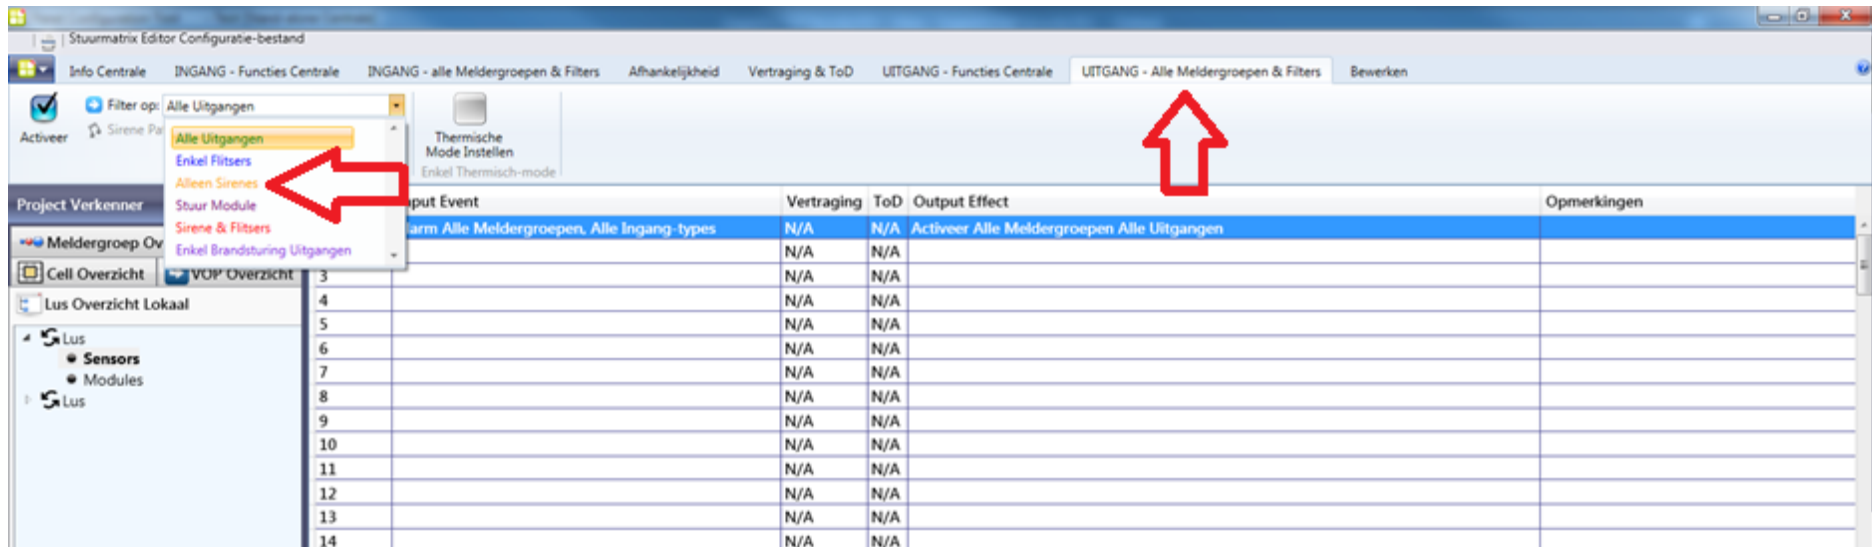 Stuurmatrix Editor Configuratie-bestand
Info Centrale INGANG - Functies Centrale INGANG - alle Meldergroepen & Filters Afhankelijkheid Vertraging & ToD UITGANG - Functies Centrale UITGANG - Alle Meldergroepen & Filters Bewerken
Filter op: Alle Uitgangen
Activeer
Sirene Pa
Alle Uitgangen
Enkel Flitsers
Alleen Sirenes
Stuur Module
Sirene & Flitsers
Enkel Brandsturing Uitgangen
Thermische
Mode Instellen
Enkel Thermisch-mode
Project Verkenner
Meldergroep Ov
Cell Overzicht VOP Overzicht
Lus Overzicht Lokaal
Lus
Sensors
Modules
Lus
put Event Vertraging ToD Output Effect Opmerkingen
arm Alle Meldergroepen, Alle Ingang-types N/A N/A Activeer Alle Meldergroepen Alle Uitgangen
N/A N/A
3 N/A N/A
4 N/A N/A
5 N/A N/A
6 N/A N/A
7 N/A N/A
8 N/A N/A
9 N/A N/A
10 N/A N/A
11 N/A N/A
12 N/A N/A
13 N/A N/A
14 N/A N/A